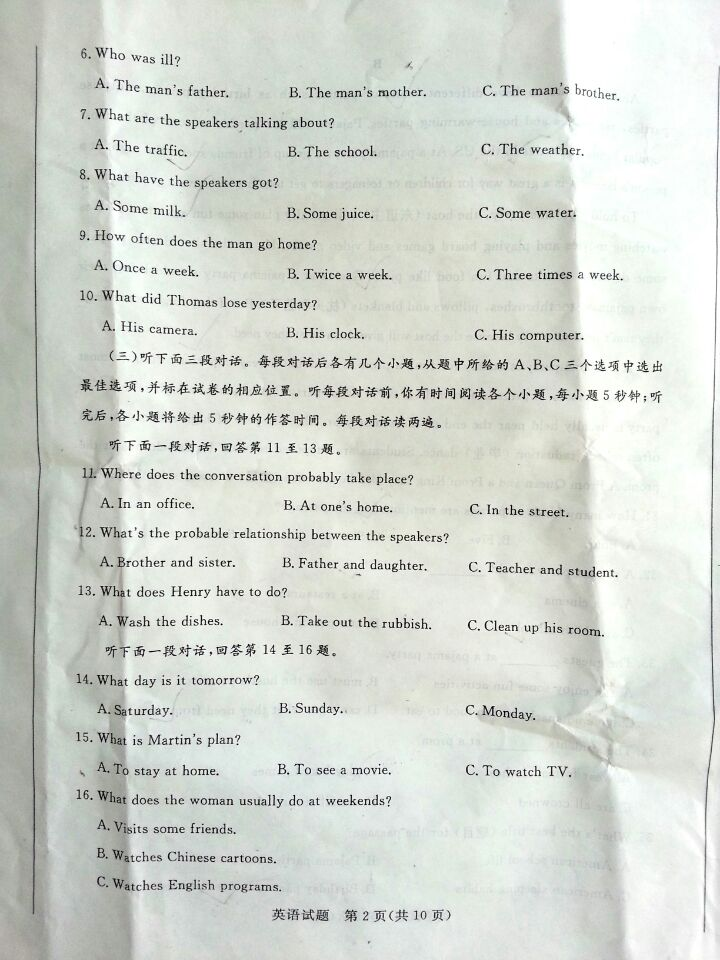 6. Who was ill?
A. The man's father. B. The man's mother. C. The man's brother.
7. What are the speakers talking about?
A. The traffic. B. The school. C. The weather.
8. What have the speakers got?
A. Some milk. B. Some juice. C. Some water.
9. How often does the man go home?
A. Once a week. B. Twice a week. C. Three times a week.
10. What did Thomas lose yesterday?
A. His camera. B. His clock. C. His computer.
(三)听下面三段对话。每段对话后各有几个小题,从题中所给的 A、B、C 三个选项中选出
最佳选项,并标在试卷的相应位置。听每段对话前,你有时间阅读各个小题,每小题 5 秒钟;听
完后,各小题将给出 5 秒钟的作答时间。每段对话读两遍。
听下面一段对话,回答第 11 至 13 题。
11. Where does the conversation probably take place?
A. In an office. B. At one's home. C. In the street.
12. What's the probable relationship between the speakers?
A. Brother and sister. B. Father and daughter. C. Teacher and student.
13. What does Henry have to do?
A. Wash the dishes. B. Take out the rubbish. C. Clean up his room.
听下面一段对话,回答第 14 至 16 题。
14. What day is it tomorrow?
A. Saturday. B. Sunday. C. Monday.
15. What is Martin's plan?
A. To stay at home. B. To see a movie. C. To watch TV.
16. What does the woman usually do at weekends?
A. Visits some friends.
B. Watches Chinese cartoons.
C. Watches English programs.
英语试题 第 2 页(共 10 页)